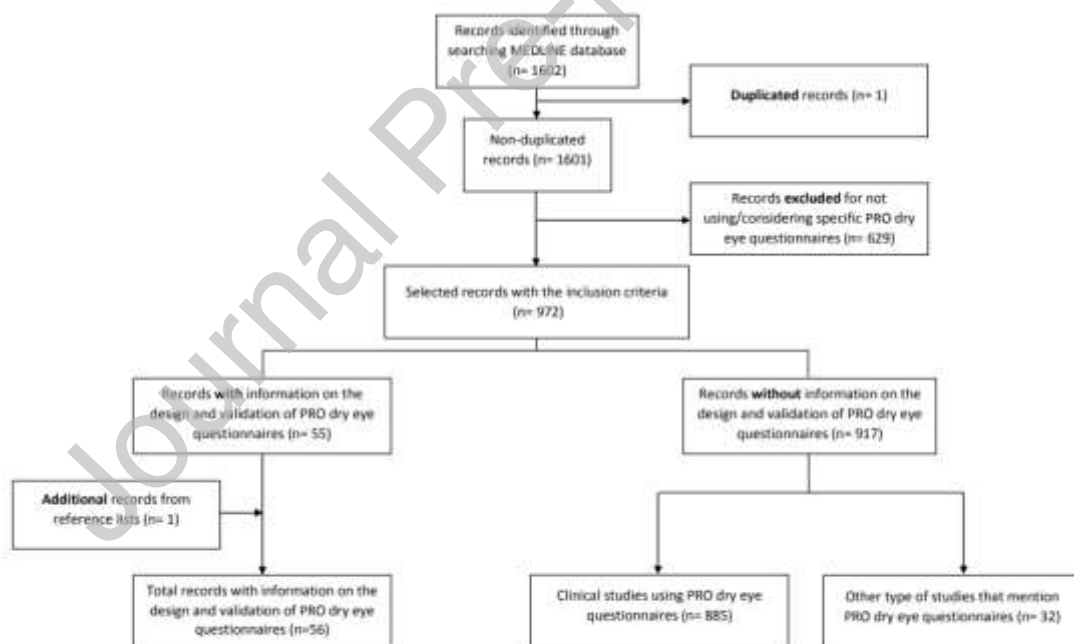 Records identified through
searching MEDLINE database
(n= 1602)
Duplicated records (n= 1)
Non-duplicated
records (n= 1601)
Records excluded for not
using/considering specific PRO dry
eye questionnaires (n= 629)
Selected records with the inclusion criteria
(n= 972)
Records with information on the
design and validation of PRO dry eye
questionnaires (n= 55)
Records without information on the
design and validation of PRO dry eye
questionnaires (n= 917)
Additional records from
reference lists (n= 1)
Total records with information on the
design and validation of PRO dry eye
questionnaires (n=56)
Clinical studies using PRO dry eye
questionnaires (n= 885)
Other type of studies that mention
PRO dry eye questionnaires (n= 32)
Journal Pre-